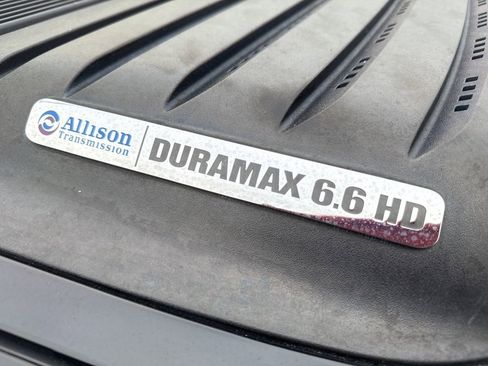 Allison
Transmission
DURAMAX 6.6 HD